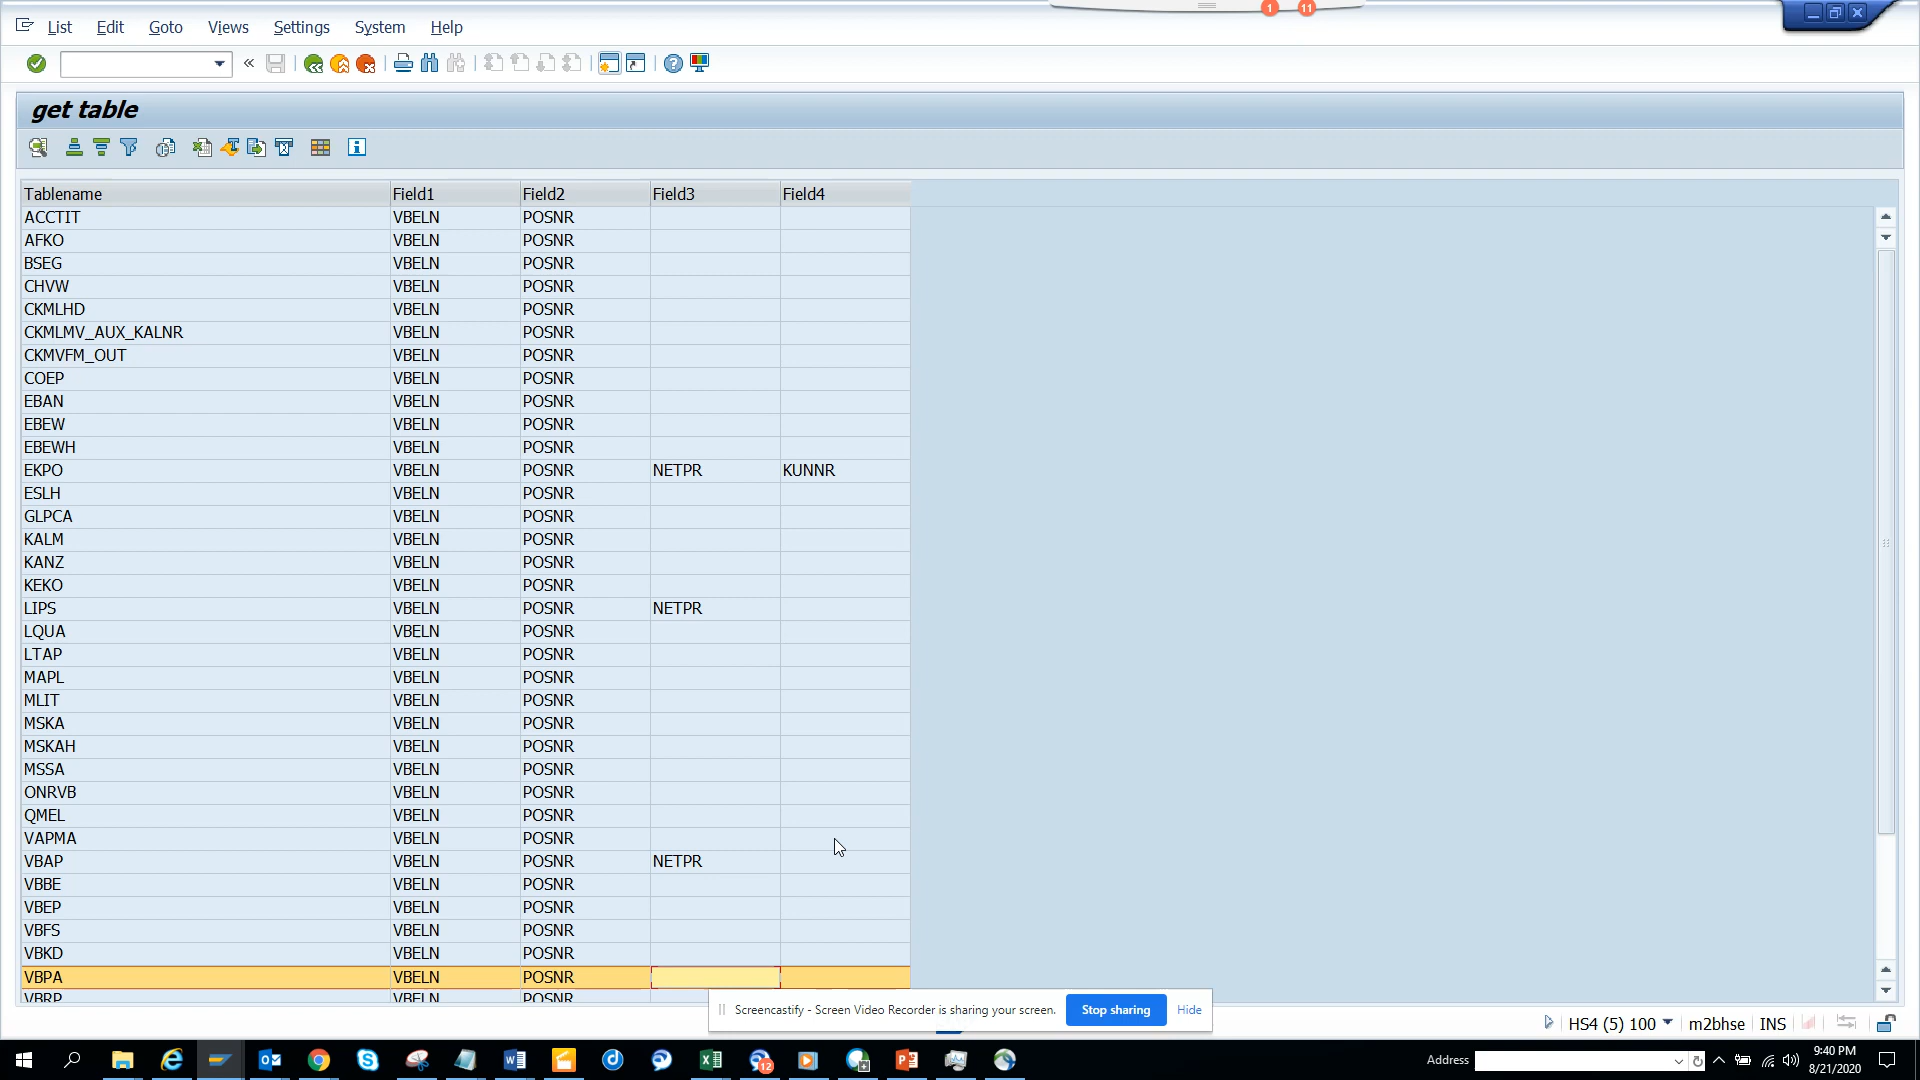 1 11
List Edit Goto Views Settings System Help
get table
Tablename Field1 Field2 Field3 Field4
ACCTIT VBELN POSNR
AFKO VBELN POSNR
BSEG VBELN POSNR
CHVW VBELN POSNR
CKMLHD VBELN POSNR
CKMLMV_AUX_KALNR VBELN POSNR
CKMVFM_OUT VBELN POSNR
COEP VBELN POSNR
EBAN VBELN POSNR
EBEW VBELN POSNR
EBEWH VBELN POSNR
EKPO VBELN POSNR NETPR KUNNR
ESLH VBELN POSNR
GLPCA VBELN POSNR
KALM VBELN POSNR
KANZ VBELN POSNR
KEKO VBELN POSNR
LIPS VBELN POSNR NETPR
LQUA VBELN POSNR
LTAP VBELN POSNR
MAPL VBELN POSNR
MLIT VBELN POSNR
MSKA VBELN POSNR
MSKAH VBELN POSNR
MSSA VBELN POSNR
ONRVB VBELN POSNR
QMEL VBELN POSNR
VAPMA VBELN POSNR
VBAP VBELN POSNR NETPR
VBBE VBELN POSNR
VBEP VBELN POSNR
VBFS VBELN POSNR
VBKD VBELN POSNR
VBPA VBELN POSNR
VBRP VBELN POSNR
Screencastify - Screen Video Recorder is sharing your screen. Stop sharing Hide
HS4 (5) 100 m2bhse INS
12
Address
9:40 PM
8/21/2020